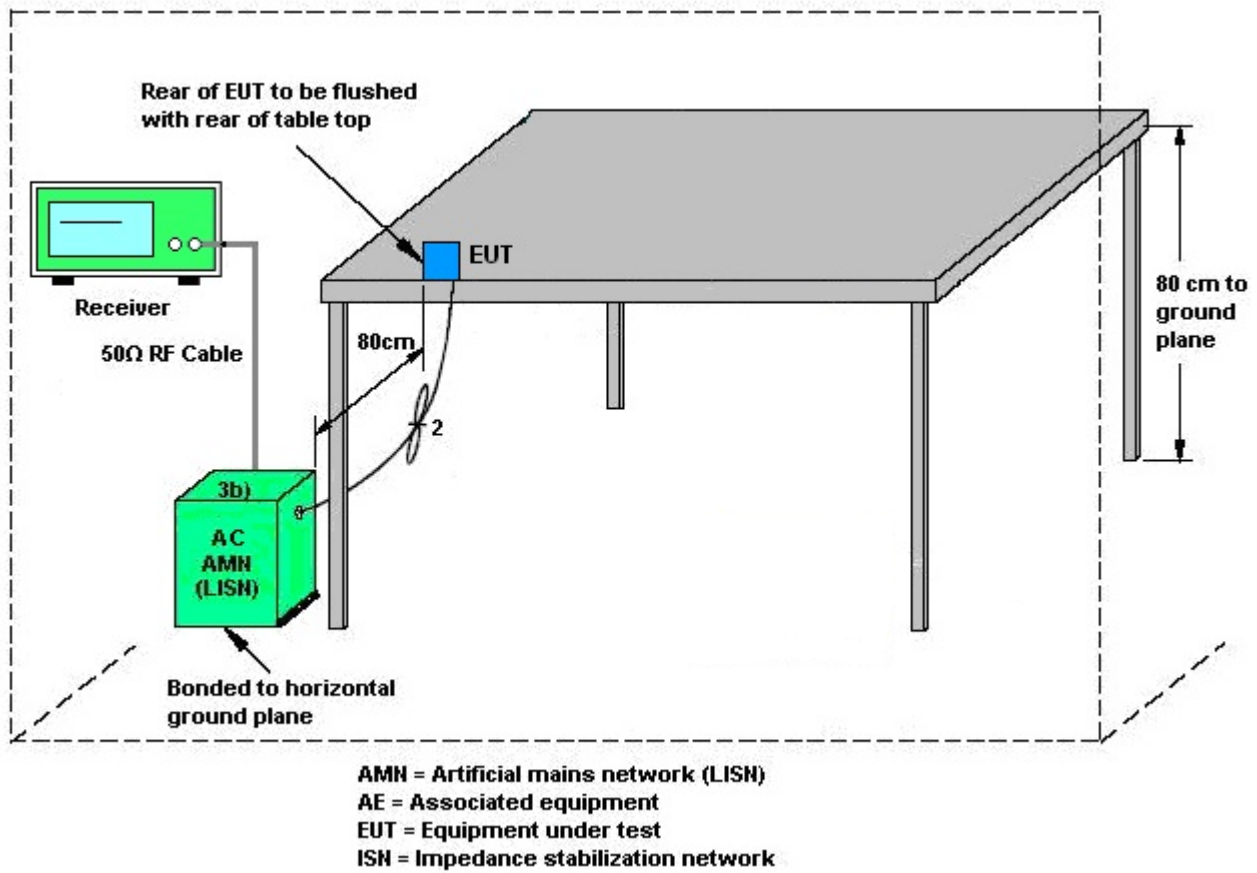 Rear of EUT to be flushed
with rear of table top
EUT
Receiver
80cm
80 cm to
ground
plane
50Ω RF Cable
2
3b)
AC
AMN
(LISN)
Bonded to horizontal
ground plane
AMN = Artificial mains network (LISN)
AE = Associated equipment
EUT = Equipment under test
ISN = Impedance stabilization network